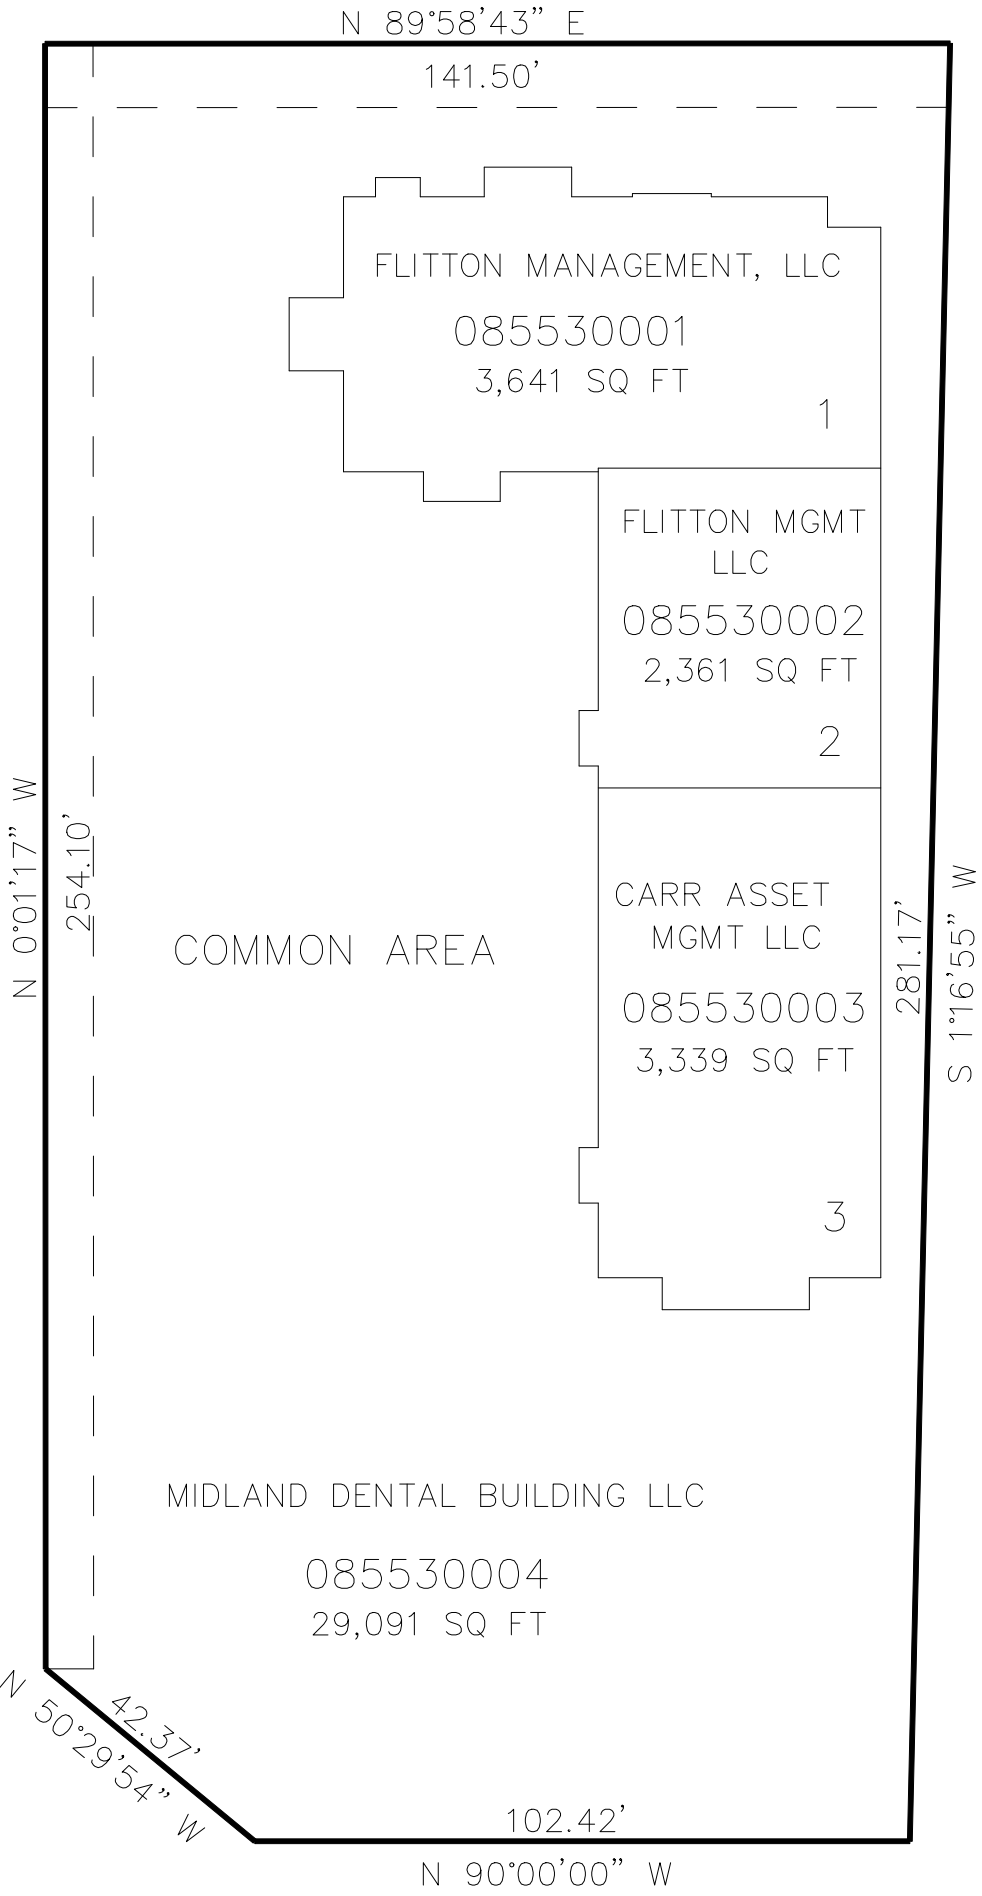 N 89°58'43" E
141.50'
FLITTON MANAGEMENT, LLC
085530001
3,641 SQ FT
1
FLITTON MGMT
LLC
085530002
2,361 SQ FT
2
N 0°01'17" W
254.10'
COMMON AREA
CARR ASSET
MGMT LLC
085530003
3,339 SQ FT
3
281.17'
S 1°16'55" W
MIDLAND DENTAL BUILDING LLC
085530004
29,091 SQ FT
42.37'
N 50°29'54" W
102.42'
N 90°00'00" W